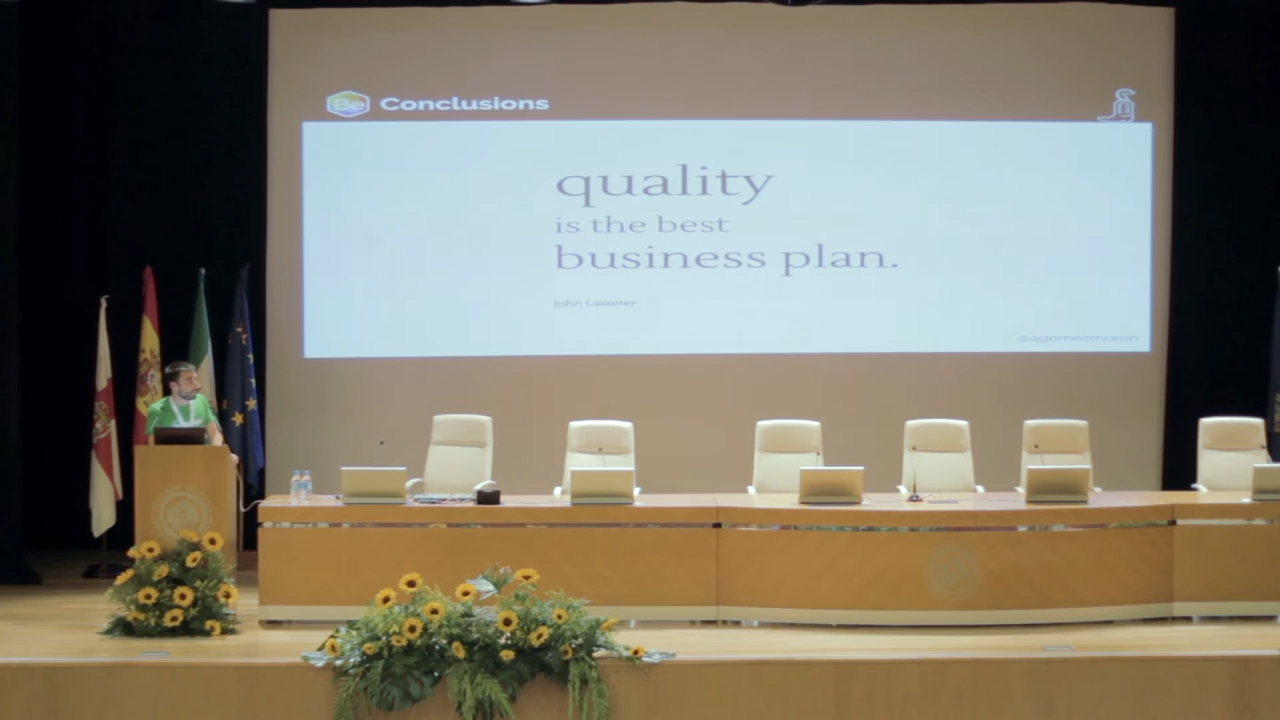 Be Conclusions
quality
is the best
business plan.
John Lasseter
@agomezmoron